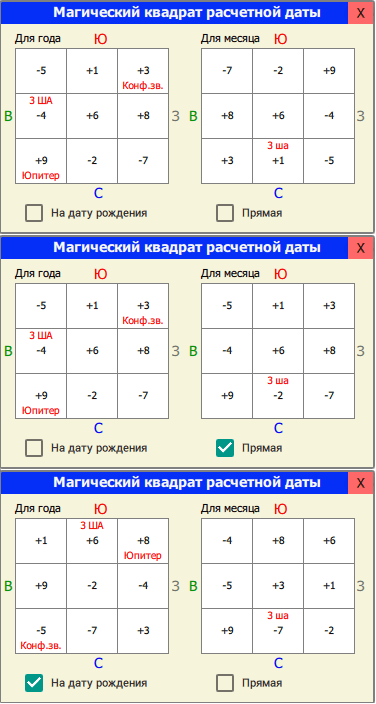 Магический квадрат расчетной даты X
Для года Ю Для месяца Ю
-5 +1 +3 -7 -2 +9
Конф.зв.
3 ША
В -4 +6 +8 З В +8 +6 -4 З
3 ша
+9 -2 -7 +3 +1 -5
Юпитер
С С
На дату рождения Прямая
Магический квадрат расчетной даты X
Для года Ю Для месяца Ю
-5 +1 +3 -5 +1 +3
Конф.зв.
3 ША
В -4 +6 +8 З В -4 +6 +8 З
3 ша
+9 -2 -7 +9 -2 -7
Юпитер
С С
На дату рождения Прямая
Магический квадрат расчетной даты X
Для года Ю Для месяца Ю
3 ША
+1 +6 +8 -4 +8 +6
Юпитер
В +9 -2 -4 З В -5 +3 +1 З
3 ша
-5 -7 +3 +9 -7 -2
Конф.зв.
С С
На дату рождения Прямая